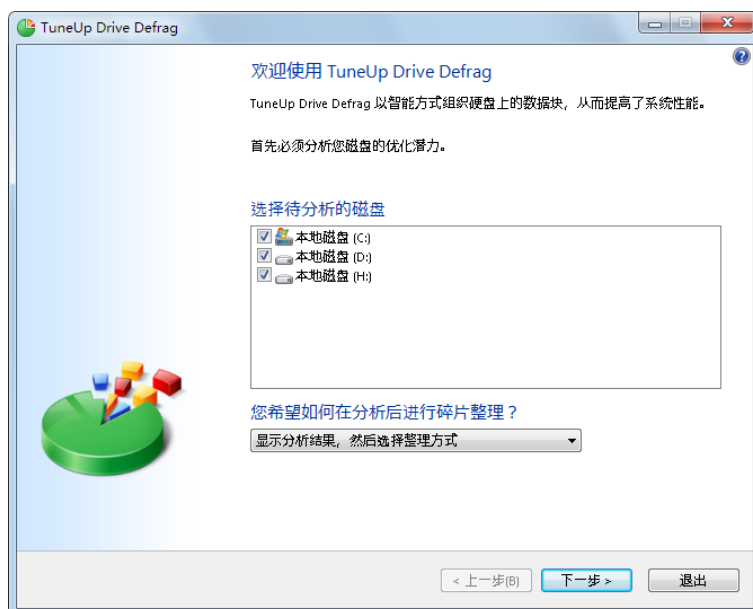 TuneUp Drive Defrag
欢迎使用 TuneUp Drive Defrag
TuneUp Drive Defrag 以智能方式组织硬盘上的数据块，从而提高了系统性能。
首先必须分析您磁盘的优化潜力。
选择待分析的磁盘
本地磁盘 (C:)
本地磁盘 (D:)
本地磁盘 (H:)
您希望如何在分析后进行碎片整理？
显示分析结果，然后选择整理方式
< 上一步(B) 下一步 > 退出